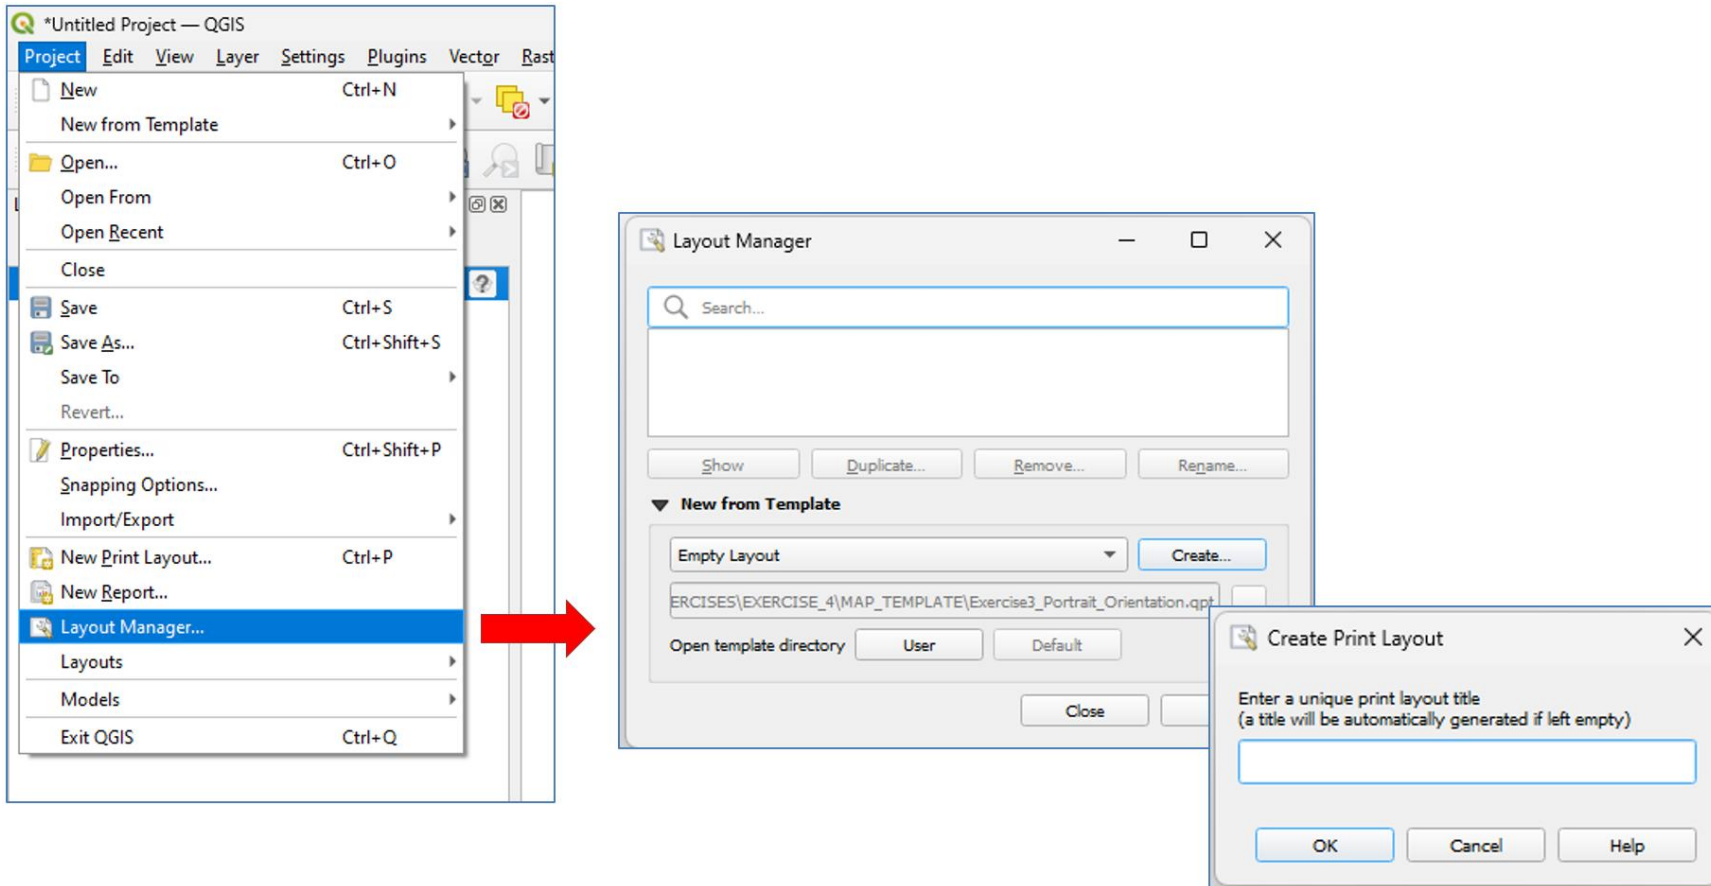 *Untitled Project — QGIS
Project Edit View Layer Settings Plugins Vector Rast
New Ctrl+N
New from Template
Open... Ctrl+O
Open From
Open Recent
Close
Save Ctrl+S
Save As... Ctrl+Shift+S
Save To
Revert...
Properties... Ctrl+Shift+P
Snapping Options...
Import/Export
New Print Layout... Ctrl+P
New Report...
Layout Manager...
Layouts
Models
Exit QGIS Ctrl+Q
Layout Manager
Search...
Show Duplicate... Remove... Rename...
New from Template
Empty Layout Create...
ERCISES\EXERCISE_4\MAP_TEMPLATE\Exercise3_Portrait_Orientation.qpt
Open template directory User Default
Close
Create Print Layout
Enter a unique print layout title
(a title will be automatically generated if left empty)
OK Cancel Help